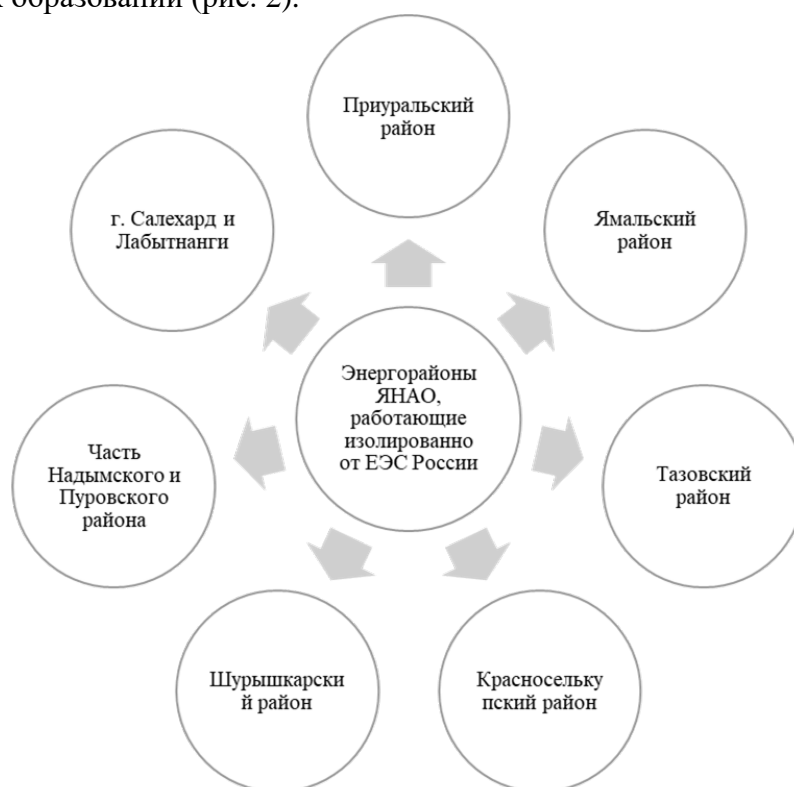 образований (рис. 2).
Приуральский
район
г. Салехард и
Лабытнанги
Ямальский
район
Энергорайоны
ЯНАО,
работающие
изолированно
от ЕЭС России
Часть
Надымского и
Пуровского
района
Тазовский
район
Шурышкарски
й район
Красноселькy
пский район